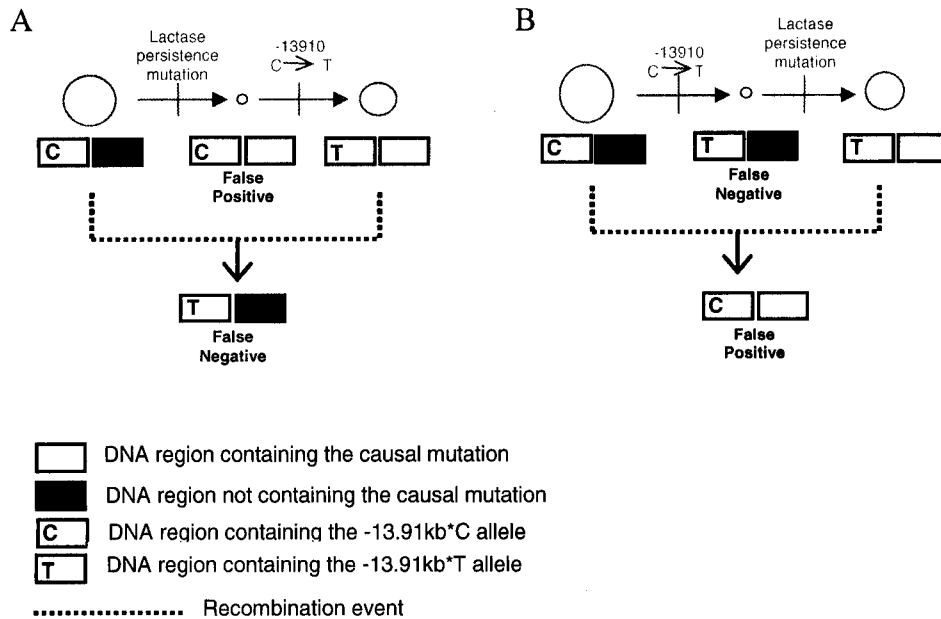 A
Lactase
persistence
mutation
-13910
C T
C
C
T
False
Positive
T
False
Negative
B
-13910
C T
Lactase
persistence
mutation
C
T
T
False
Negative
C
False
Positive
DNA region containing the causal mutation
DNA region not containing the causal mutation
C DNA region containing the -13.91kb*C allele
T DNA region containing the -13.91kb*T allele
Recombination event